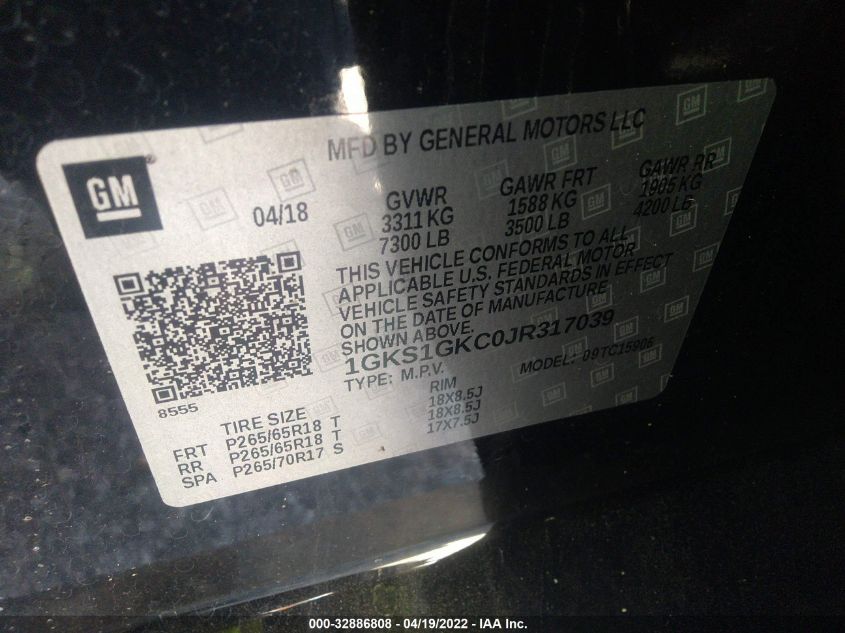 MFD BY GENERAL MOTORS LLC
GM
04/18
GVWR GAWR FRT GAWR RR
3311 KG 1588 KG 1905 KG
7300 LB 3500 LB 4200 LB
THIS VEHICLE CONFORMS TO ALL
APPLICABLE U.S. FEDERAL MOTOR
VEHICLE SAFETY STANDARDS IN EFFECT
ON THE DATE OF MANUFACTURE
SHOWN ABOVE.
1GKS1GKC0JR317039
TYPE: M.P.V. MODEL: 09TC15906
8555
TIRE SIZE RIM
FRT P265/65R18 T 18X8.5J
RR P265/65R18 T 18X8.5J
SPA P265/70R17 S 17X7.5J
000-32886808 - 04/19/2022 - IAA Inc.